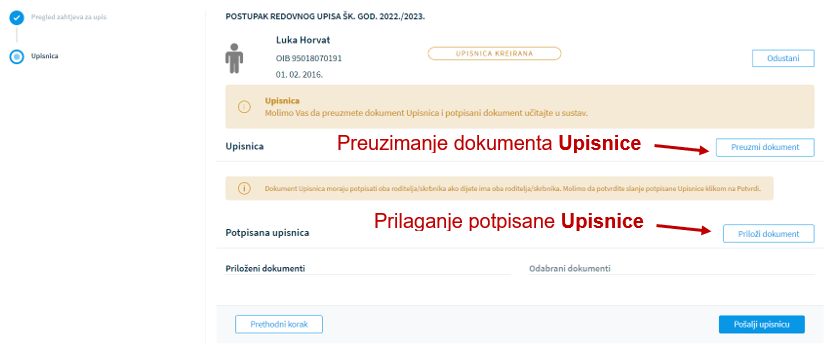 Pregled zahtjeva za upis
Upisnica
POSTUPAK REDOVNOG UPISA ŠK. GOD. 2022./2023.
Luka Horvat
OIB 95018070191
01. 02. 2016.
UPISNICA KREIRANA
Odustani
Upisnica
Molimo Vas da preuzmete dokument Upisnica i potpisani dokument učitajte u sustav.
Upisnica
Preuzimanje dokumenta Upisnice
Preuzmi dokument
Dokument Upisnica moraju potpisati oba roditelja/skrbnika ako dijete ima oba roditelja/skrbnika. Molimo da potvrdite slanje potpisane Upisnice klikom na Potvrdi.
Prilaganje potpisane Upisnice
Potpisana upisnica
Priloži dokument
Priloženi dokumenti
Odabrani dokumenti
Prethodni korak
Pošalji upisnicu